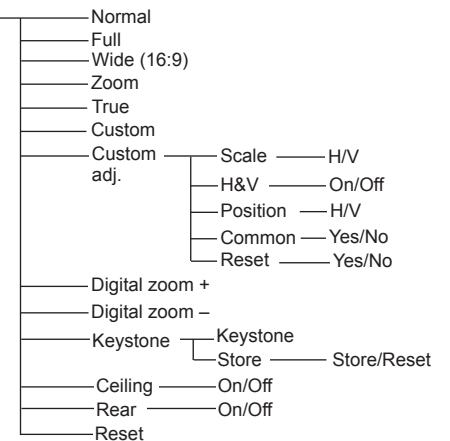 Normal
Full
Wide (16:9)
Zoom
True
Custom
Custom adj.
Scale H/V
H&V On/Off
Position H/V
Common Yes/No
Reset Yes/No
Digital zoom +
Digital zoom –
Keystone Keystone
Store Store/Reset
Ceiling On/Off
Rear On/Off
Reset